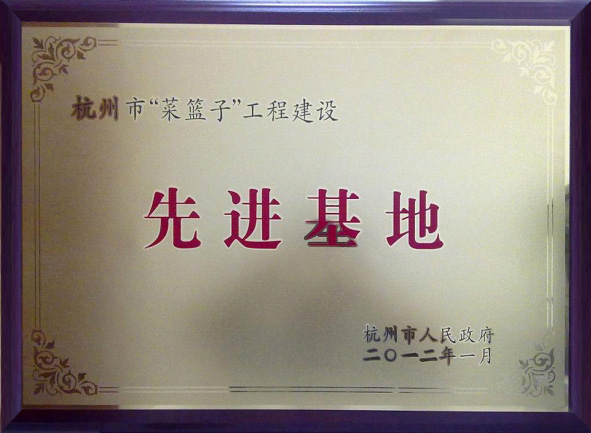 杭州市“菜篮子”工程建设
先进基地
杭州市人民政府
二〇一二年一月